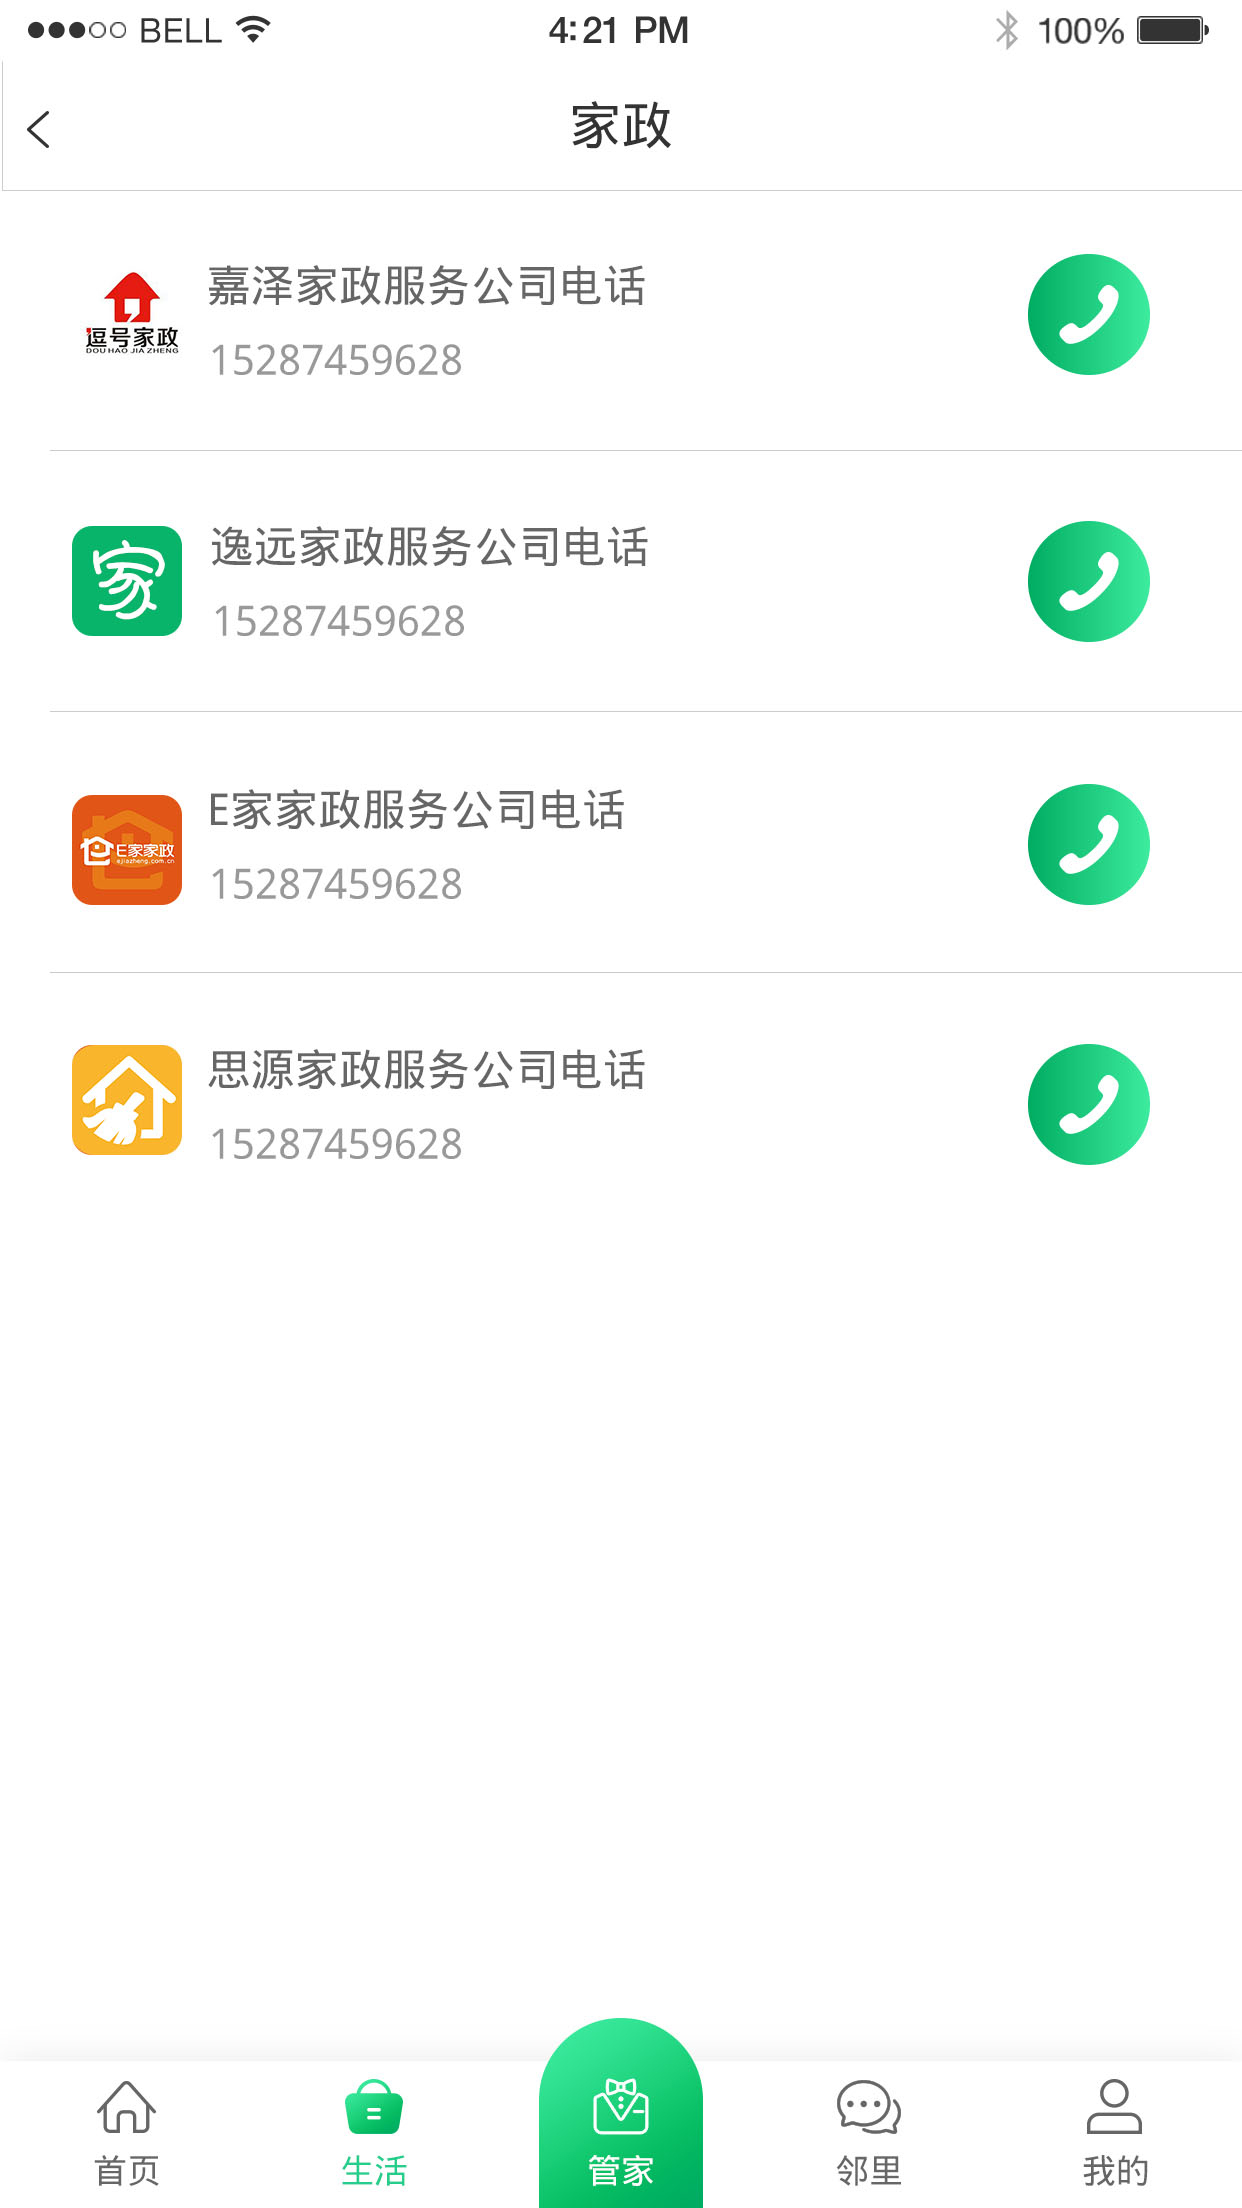 BELL 4:21 PM 100%
家政
嘉泽家政服务公司电话
15287459628
逗号家政
DOU HAO JIA ZHENG
逸远家政服务公司电话
15287459628
家
E家家政服务公司电话
15287459628
E家家政
ejiazheng.com.cn
思源家政服务公司电话
15287459628
首页 生活 管家 邻里 我的